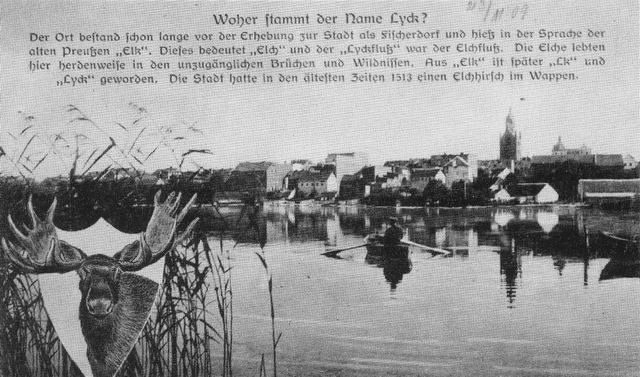 Woher stammt der Name Lyck?
Der Ort bestand schon lange vor der Erhebung zur Stadt als Fischerdorf und hieß in der Sprache der
alten Preußen „Elk“. Dieses bedeutet „Elch“ und der „Lyckfluß“ war der Elchfluß. Die Elche lebten
hier herdenweise in den unzugänglichen Brüchen und Wildnissen. Aus „Elk“ ist später „Lk“ und
„Lyck“ geworden. Die Stadt hatte in den ältesten Zeiten 1513 einen Elchhirsch im Wappen.